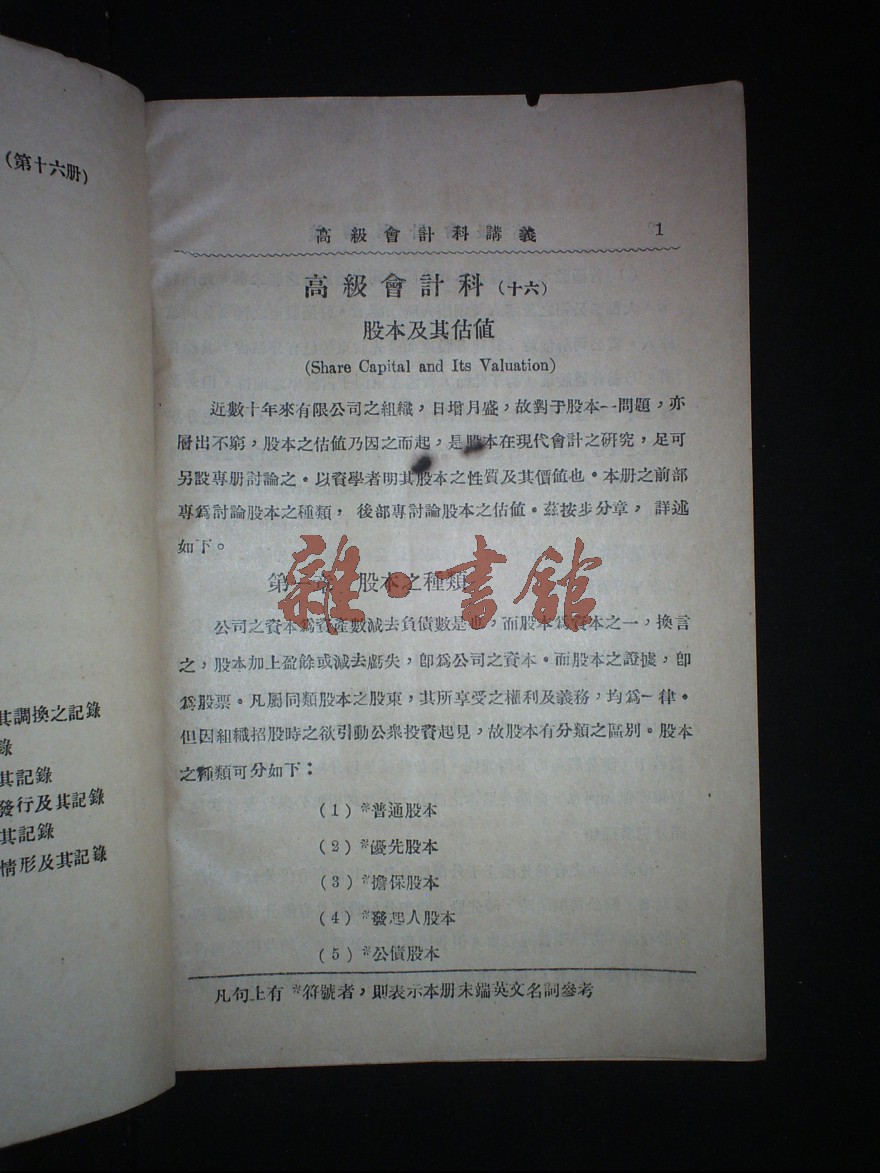 (第十六册)
其調換之記錄
錄
其記錄
發行及其記錄
其記錄
情形及其記錄
高級會計科講義 1
高級會計科(十六)
股本及其估値
(Share Capital and Its Valuation)
近數十年來有限公司之組織，日增月盛，故對于股本一問題，亦
層出不窮，股本之估値乃因之而起，是股本在現代會計之硏究，足可
另設專册討論之。以資學者明其股本之性質及其價値也。本册之前部
專爲討論股本之種類， 後部專討論股本之估値。茲按步分章， 詳述
如下。
第一章 股本之種類
公司之資本爲資產數減去負債數是也，而股本爲資本之一，換言
之，股本加上盈餘或減去虧失，卽爲公司之資本。而股本之證據，卽
爲股票。凡屬同類股本之股東，其所享受之權利及義務，均爲一律。
但因組織招股時之欲引動公衆投資起見，故股本有分類之區别。股本
之種類可分如下：
(1) *普通股本
(2) *優先股本
(3) *擔保股本
(4) *發起人股本
(5) *公債股本
凡句上有 *符號者，則表示本册末端英文名詞參考
雜·書館